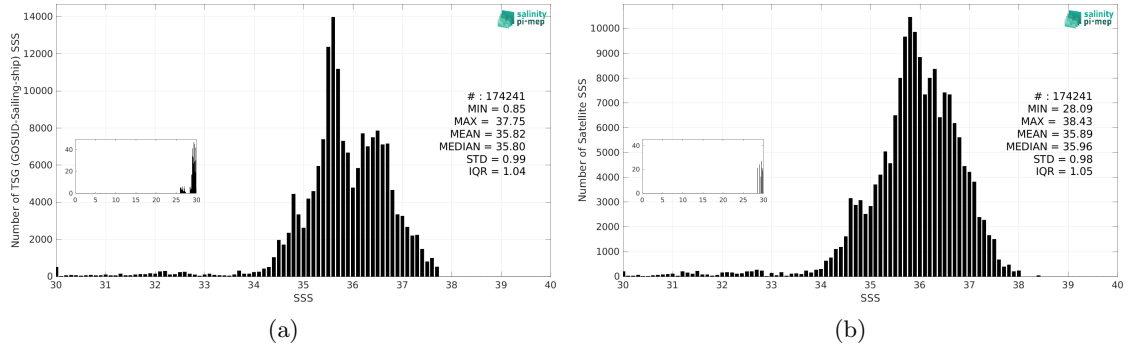 salinity
pi-mep
Number of TSG (GOSUD-Sailing-ship) SSS
14000
12000
10000
8000
6000
4000
2000
0
# : 174241
MIN = 0.85
MAX = 37.75
MEAN = 35.82
MEDIAN = 35.80
STD = 0.99
IQR = 1.04
40
20
0
0 5 10 15 20 25 30
30 31 32 33 34 35 36 37 38 39 40
SSS
(a)
salinity
pi-mep
Number of Satellite SSS
10000
9000
8000
7000
6000
5000
4000
3000
2000
1000
0
# : 174241
MIN = 28.09
MAX = 38.43
MEAN = 35.89
MEDIAN = 35.96
STD = 0.98
IQR = 1.05
40
20
0
0 5 10 15 20 25 30
30 31 32 33 34 35 36 37 38 39 40
SSS
(b)